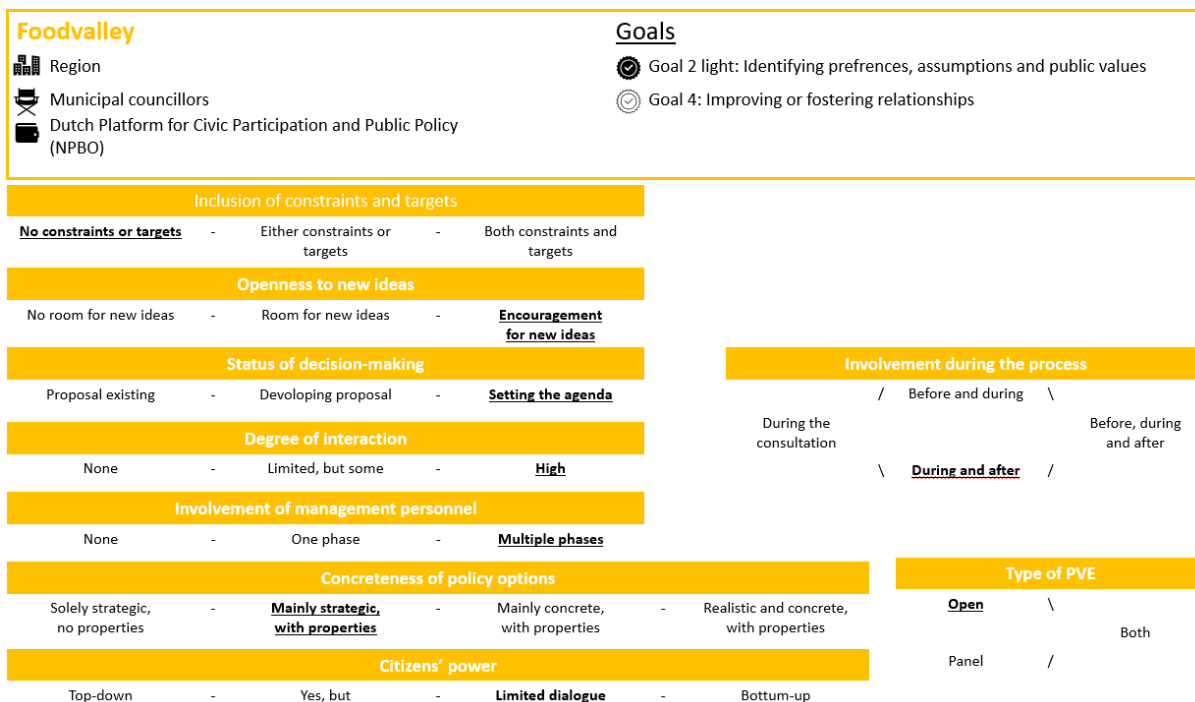 Foodvalley
Region
Municipal councillors
Dutch Platform for Civic Participation and Public Policy
(NPBO)
Goals
Goal 2 light: Identifying prefrences, assumptions and public values
Goal 4: Improving or fostering relationships
Inclusion of constraints and targets
No constraints or targets - Either constraints or - Both constraints and
targets targets
Openness to new ideas
No room for new ideas - Room for new ideas - Encouragement
for new ideas
Status of decision-making
Proposal existing - Devoloping proposal - Setting the agenda
Degree of interaction
None - Limited, but some - High
Involvement of management personnel
None - One phase - Multiple phases
Concreteness of policy options
Solely strategic, - Mainly strategic, - Mainly concrete, - Realistic and concrete,
no properties with properties with properties with properties
Citizens’ power
Top-down - Yes, but - Limited dialogue - Bottum-up
Involvement during the process
/ Before and during \
During the Before, during
consultation and after
\ During and after /
Type of PVE
Open \
Both
Panel /